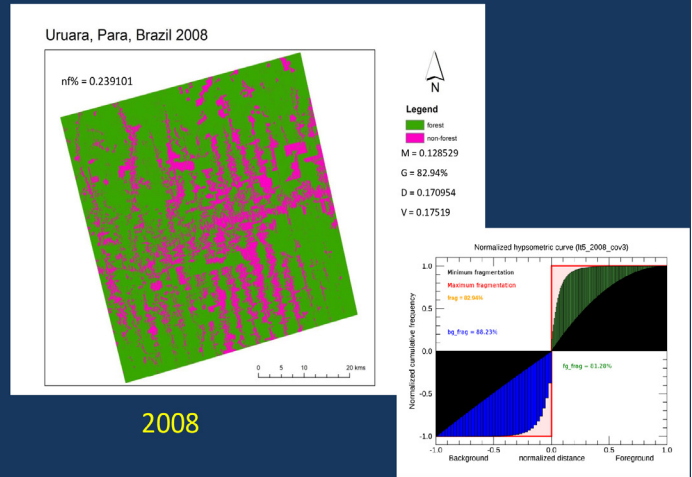 Uruara, Para, Brazil 2008
nf% = 0.239101
N
Legend
forest
non-forest
M = 0.128529
G = 82.94%
D = 0.170954
V = 0.17519
0 5 10 20 kms
2008
Normalized hypsometric curve (lt5_2008_cov3)
Normalized cumulative frecuency
1.0
0.5
0.0
-0.5
-1.0
Minimum fragmentation
Maximum fragmentation
frag = 82.94%
bg_frag = 88.23%
fg_frag = 81.28%
-1.0 -0.5 0.0 0.5 1.0
Background normalized distance Foreground